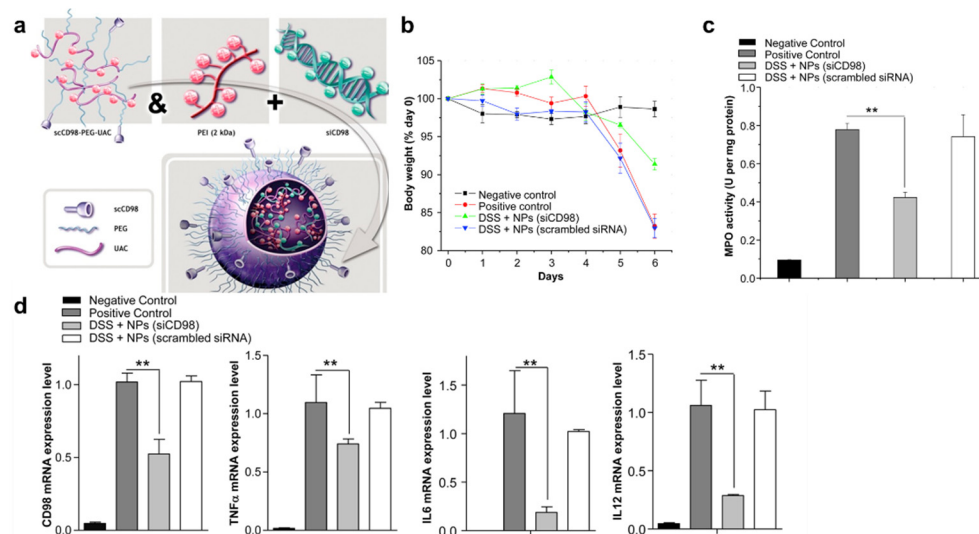 a
&
+
scCD98-PEG-UAC
PEI (2 kDa)
siCD98
scCD98
PEG
UAC
b
105
100
95
90
85
80
Body weight (% day 0)
Negative control
Positive control
DSS + NPs (siCD98)
DSS + NPs (scrambled siRNA)
0 1 2 3 4 5 6
Days
c
Negative Control
Positive Control
DSS + NPs (siCD98)
DSS + NPs (scrambled siRNA)
1.0
0.8
0.6
0.4
0.2
0.0
MPO activity (U per mg protein)
**
d
Negative Control
Positive Control
DSS + NPs (siCD98)
DSS + NPs (scrambled siRNA)
CD98 mRNA expression level
1.0
0.5
0.0
**
TNFα mRNA expression level
1.5
1.0
0.5
0.0
**
IL6 mRNA expression level
1.5
1.0
0.5
0.0
**
IL12 mRNA expression level
1.5
1.0
0.5
0.0
**